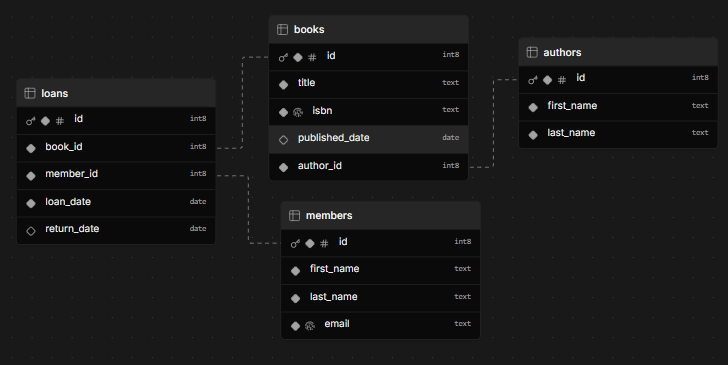 loans
# id int8
book_id int8
member_id int8
loan_date date
return_date date
books
# id int8
title text
isbn text
published_date date
author_id int8
members
# id int8
first_name text
last_name text
email text
authors
# id int8
first_name text
last_name text